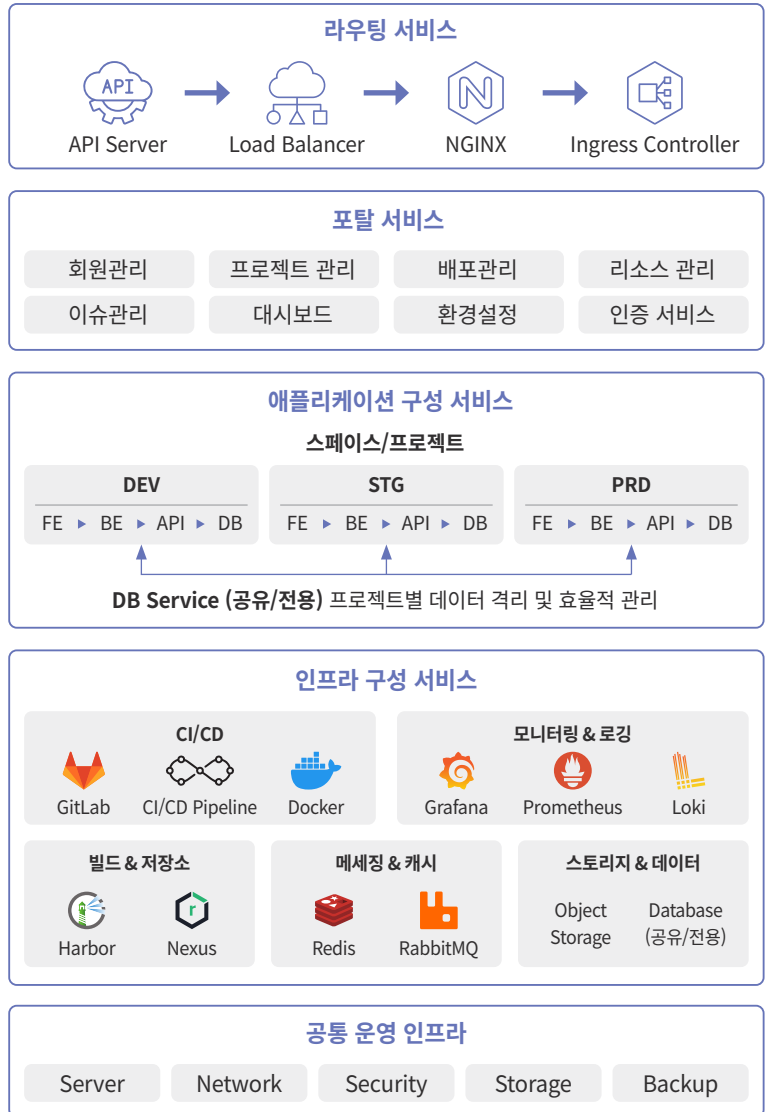 라우팅 서비스
API
API Server
Load Balancer
NGINX
Ingress Controller
포탈 서비스
회원관리
프로젝트 관리
배포관리
리소스 관리
이슈관리
대시보드
환경설정
인증 서비스
애플리케이션 구성 서비스
스페이스/프로젝트
DEV
FE ▶ BE ▶ API ▶ DB
STG
FE ▶ BE ▶ API ▶ DB
PRD
FE ▶ BE ▶ API ▶ DB
DB Service (공유/전용) 프로젝트별 데이터 격리 및 효율적 관리
인프라 구성 서비스
CI/CD
GitLab
CI/CD Pipeline
Docker
모니터링 & 로깅
Grafana
Prometheus
Loki
빌드 & 저장소
Harbor
r
Nexus
메세징 & 캐시
Redis
RabbitMQ
스토리지 & 데이터
Object
Storage
Database
(공유/전용)
공통 운영 인프라
Server
Network
Security
Storage
Backup